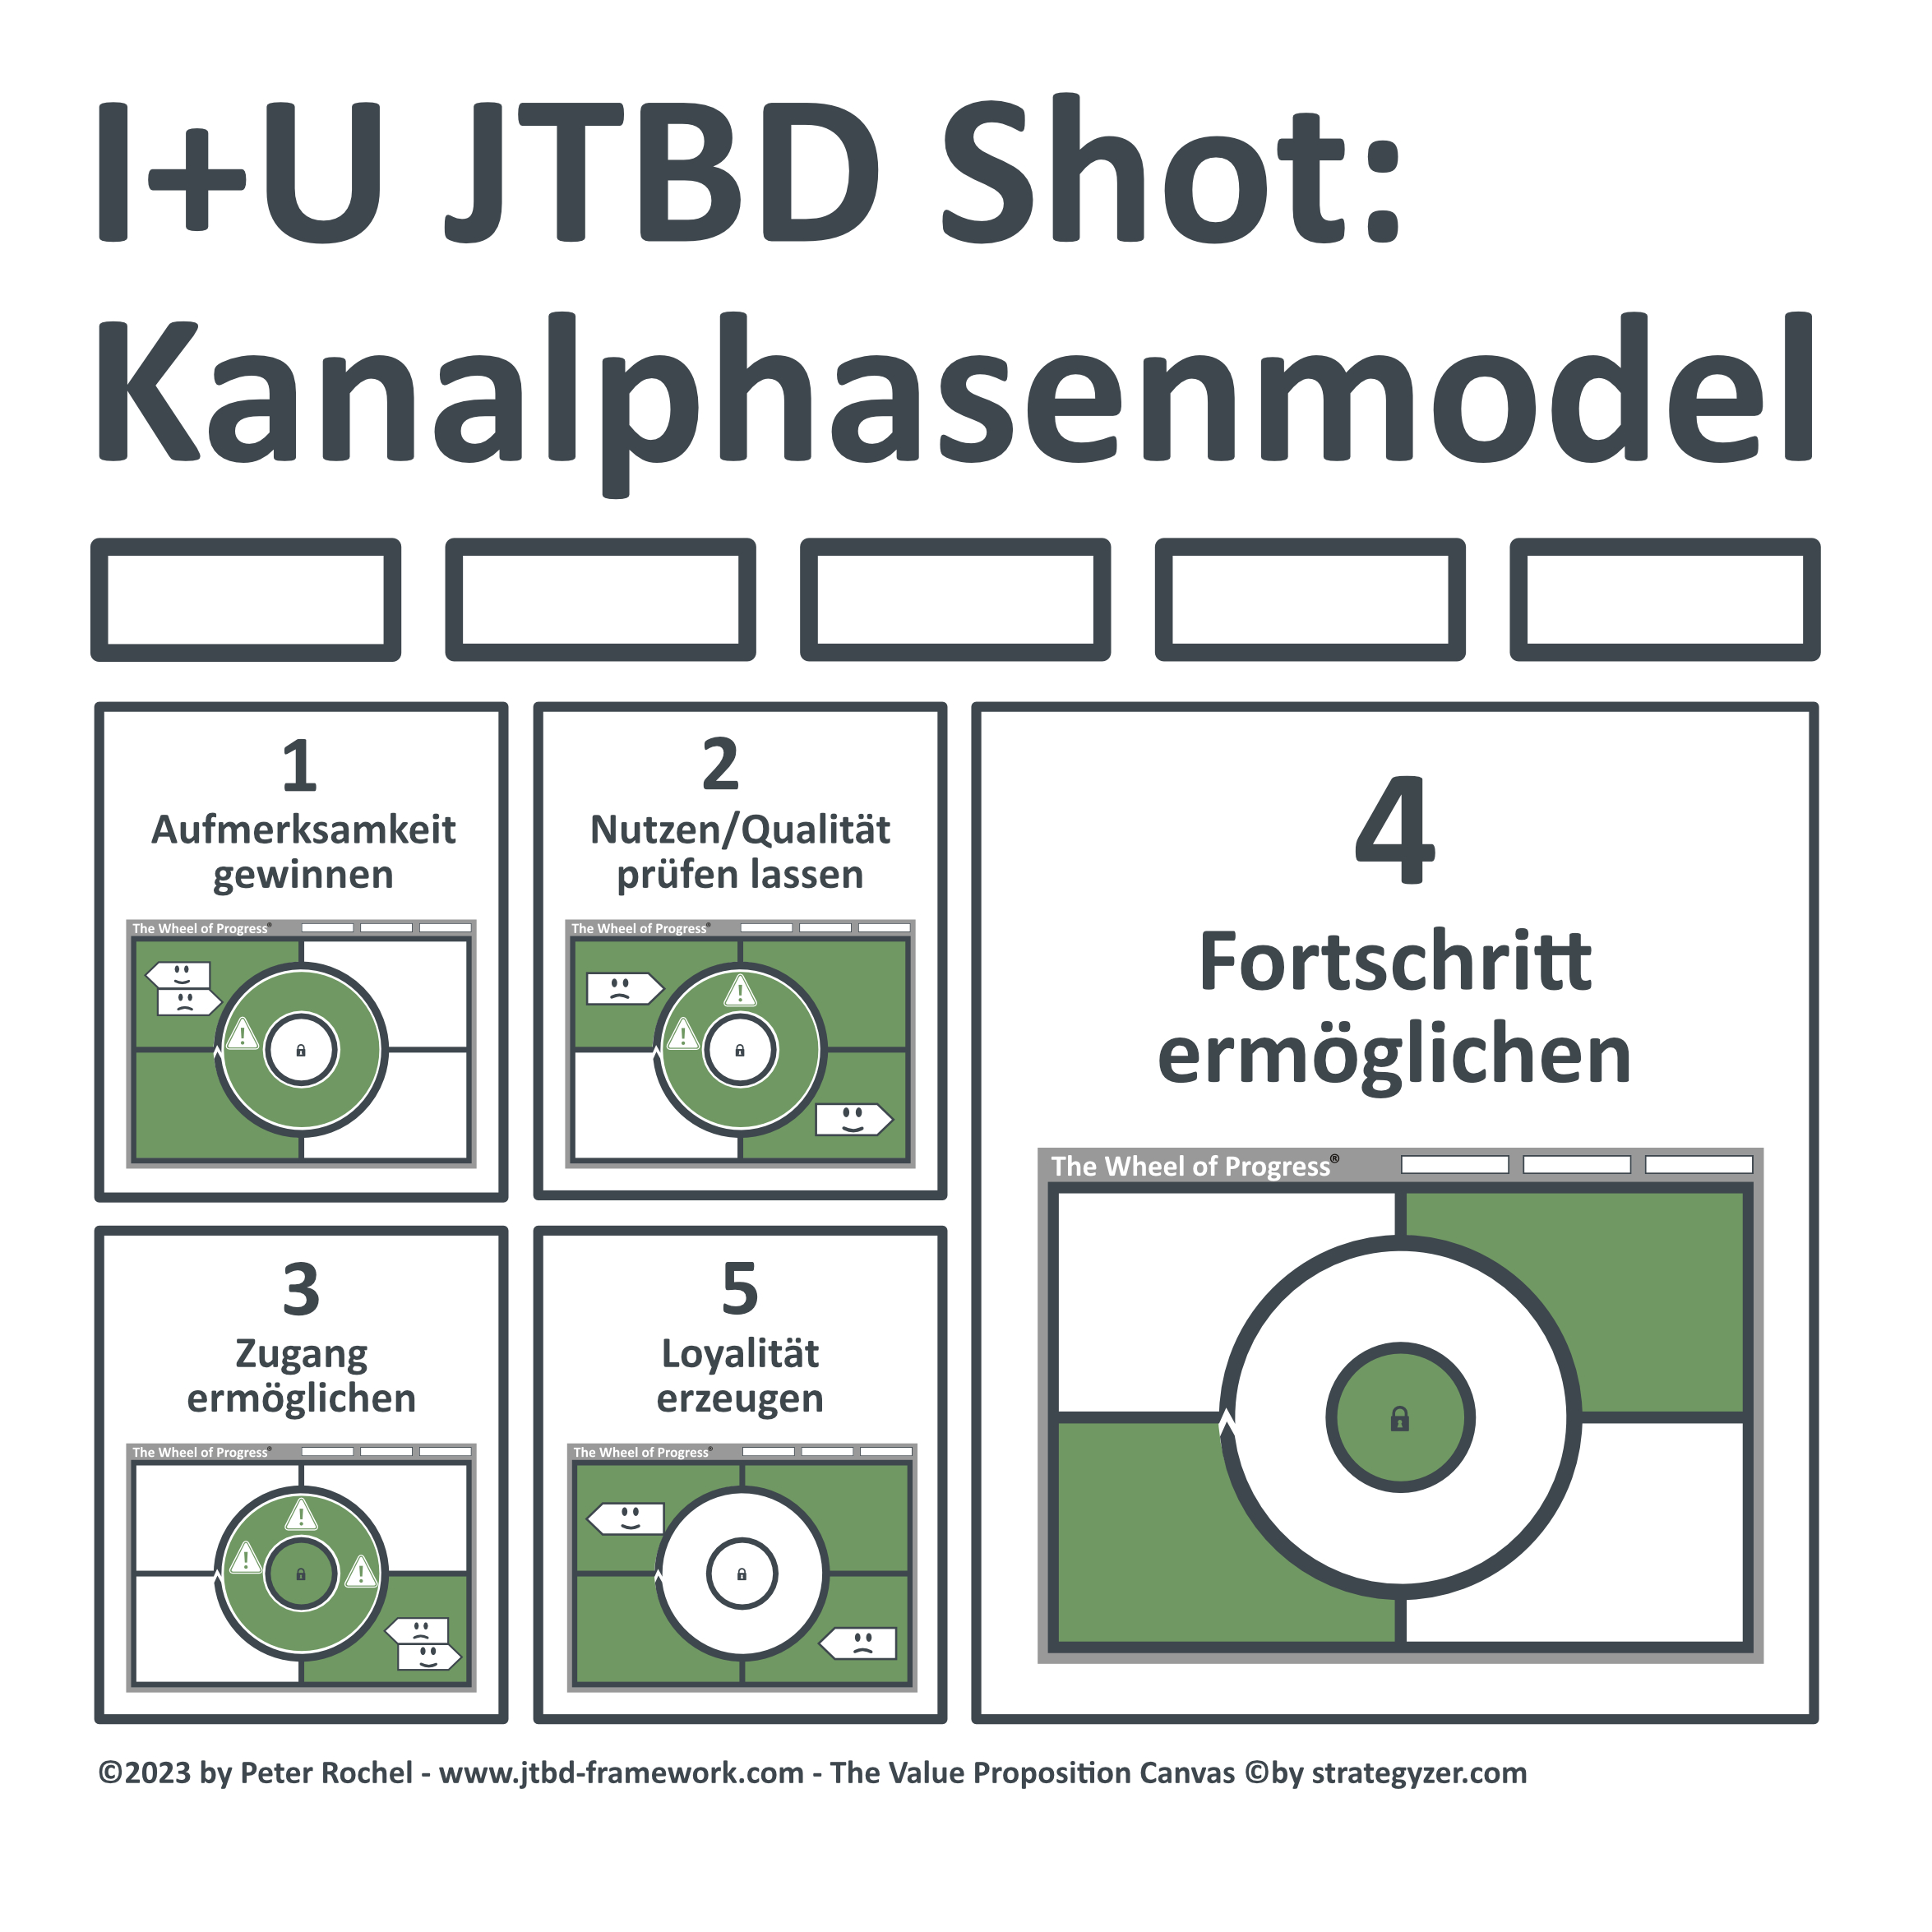 I+U JTBD Shot:
Kanalphasenmodel
1
Aufmerksamkeit
gewinnen
The Wheel of Progress®
2
Nutzen/Qualität
prüfen lassen
The Wheel of Progress®
3
Zugang
ermöglichen
The Wheel of Progress®
4
Fortschritt
ermöglichen
The Wheel of Progress®
5
Loyalität
erzeugen
The Wheel of Progress®
©2023 by Peter Rochel - www.jtbd-framework.com - The Value Proposition Canvas ©by strategyzer.com